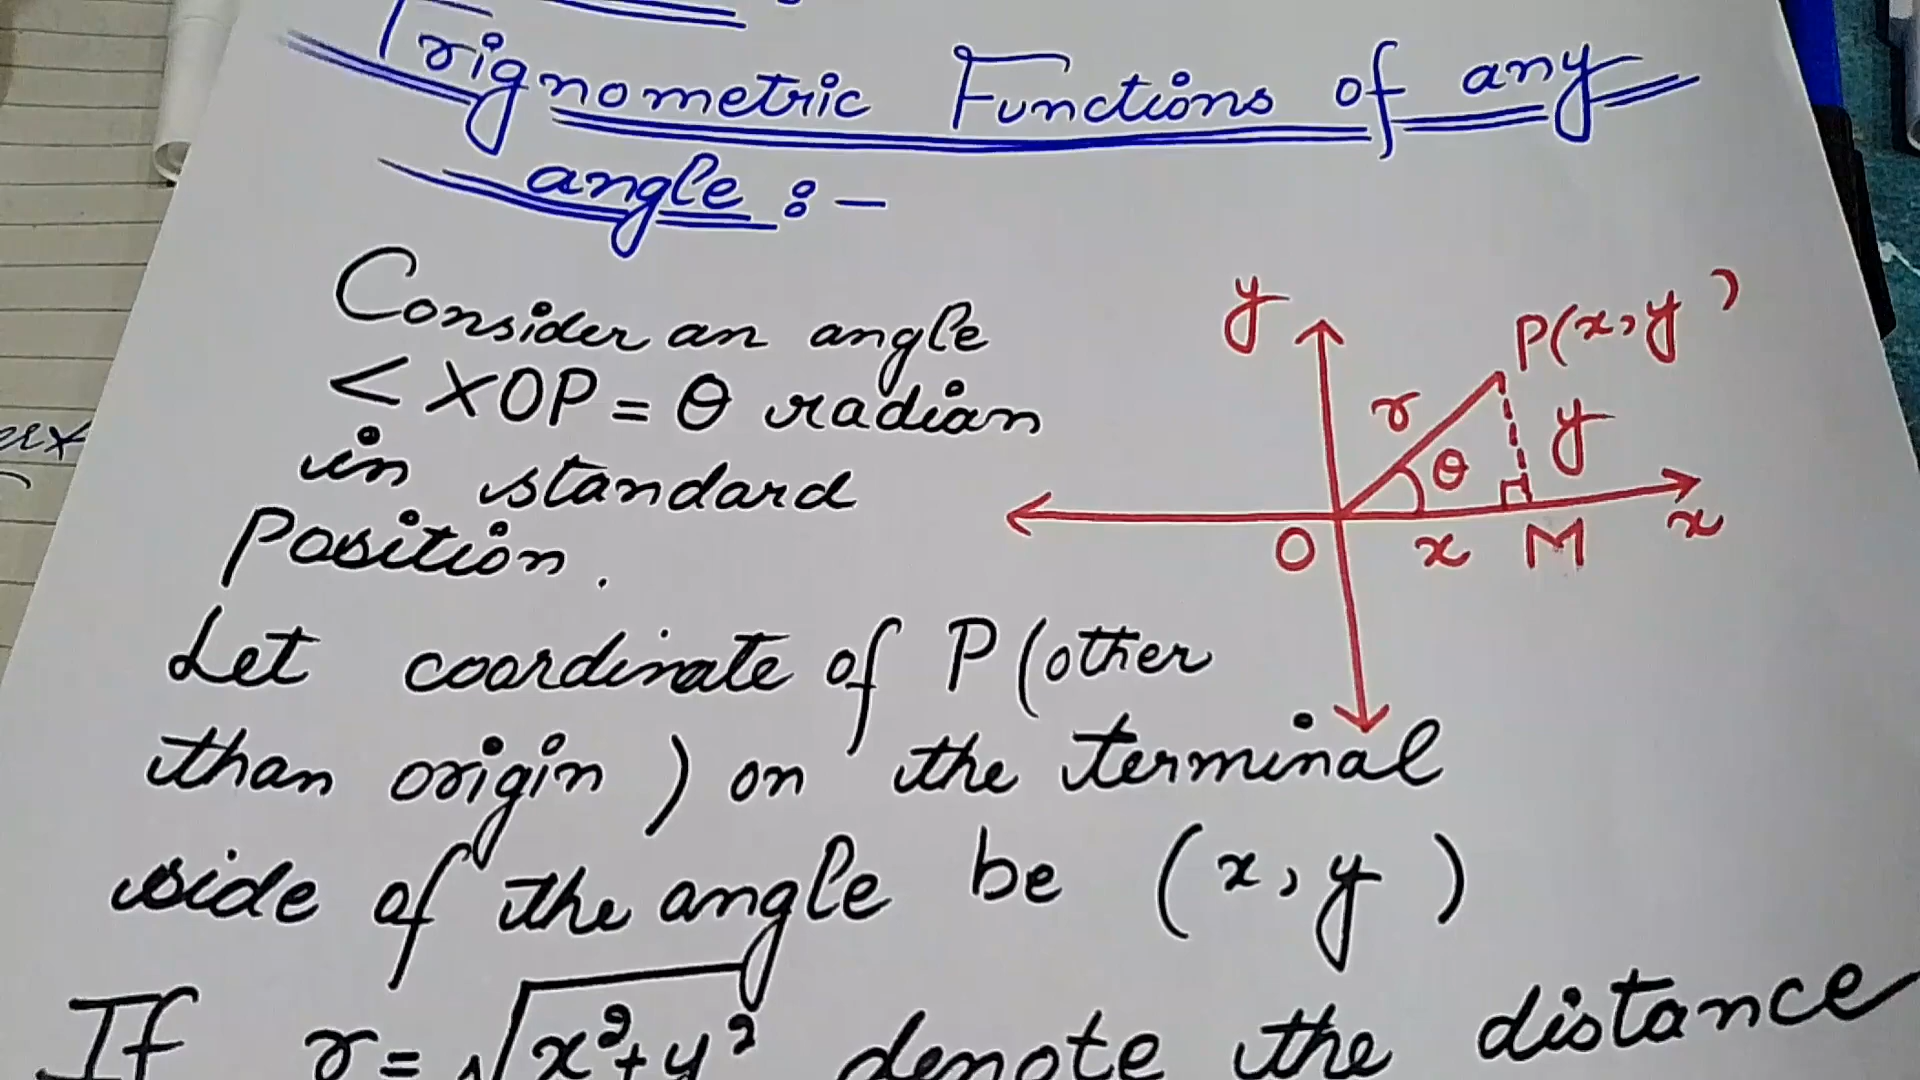 Trignometric Functions of any
angle :-
Consider an angle
< XOP = θ radian
in standard
Position.
y
P(x,y)
r
θ
y
O
x
M
x
Let coordinate of P (other
than origin) on the terminal
side of the angle be (x,y)
If r = √x²+y² denote the distance